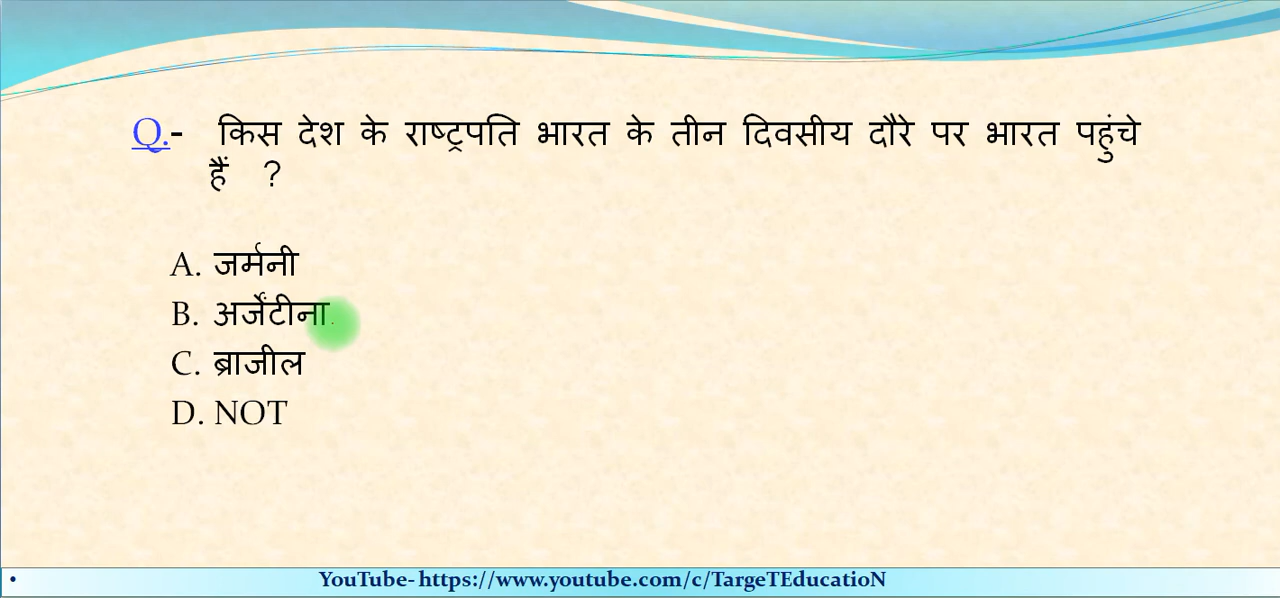 Q.- किस देश के राष्ट्रपति भारत के तीन दिवसीय दौरे पर भारत पहुंचे
हैं ?
A. जर्मनी
B. अर्जेंटीना.
C. ब्राजील
D. NOT
• YouTube- https://www.youtube.com/c/TargeTEducatioN